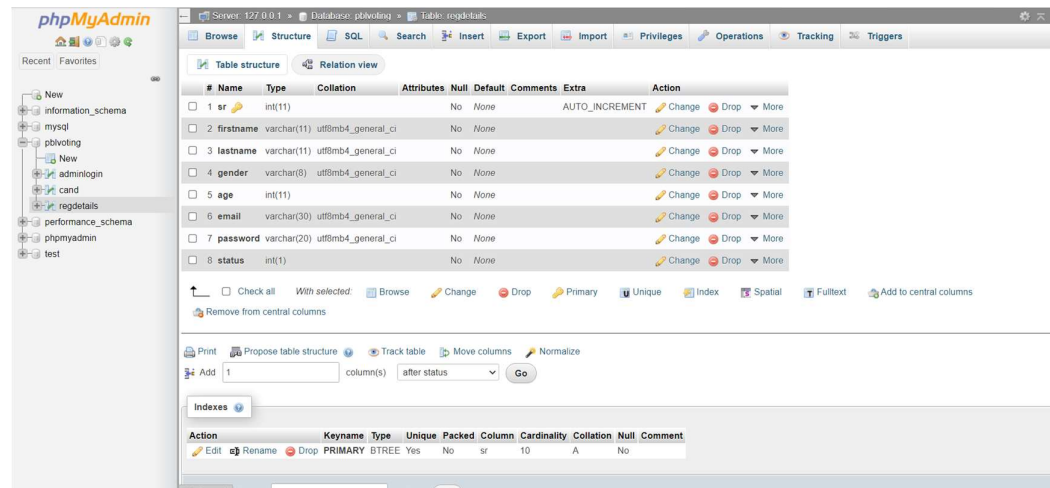 phpMyAdmin
Recent Favorites
New
information_schema
mysql
pblvoting
New
adminlogin
cand
regdetails
performance_schema
phpmyadmin
test
Server: 127.0.0.1 » Database: pblvoting » Table: regdetails
Browse Structure SQL Search Insert Export Import Privileges Operations Tracking Triggers
Table structure Relation view
# Name Type Collation Attributes Null Default Comments Extra Action
1 sr int(11) No None AUTO_INCREMENT Change Drop More
2 firstname varchar(11) utf8mb4_general_ci No None Change Drop More
3 lastname varchar(11) utf8mb4_general_ci No None Change Drop More
4 gender varchar(8) utf8mb4_general_ci No None Change Drop More
5 age int(11) No None Change Drop More
6 email varchar(30) utf8mb4_general_ci No None Change Drop More
7 password varchar(20) utf8mb4_general_ci No None Change Drop More
8 status int(1) No None Change Drop More
Check all With selected: Browse Change Drop Primary Unique Index Spatial Fulltext Add to central columns
Remove from central columns
Print Propose table structure Track table Move columns Normalize
Add 1 column(s) after status Go
Indexes
Action Keyname Type Unique Packed Column Cardinality Collation Null Comment
Edit Rename Drop PRIMARY BTREE Yes No sr 10 A No